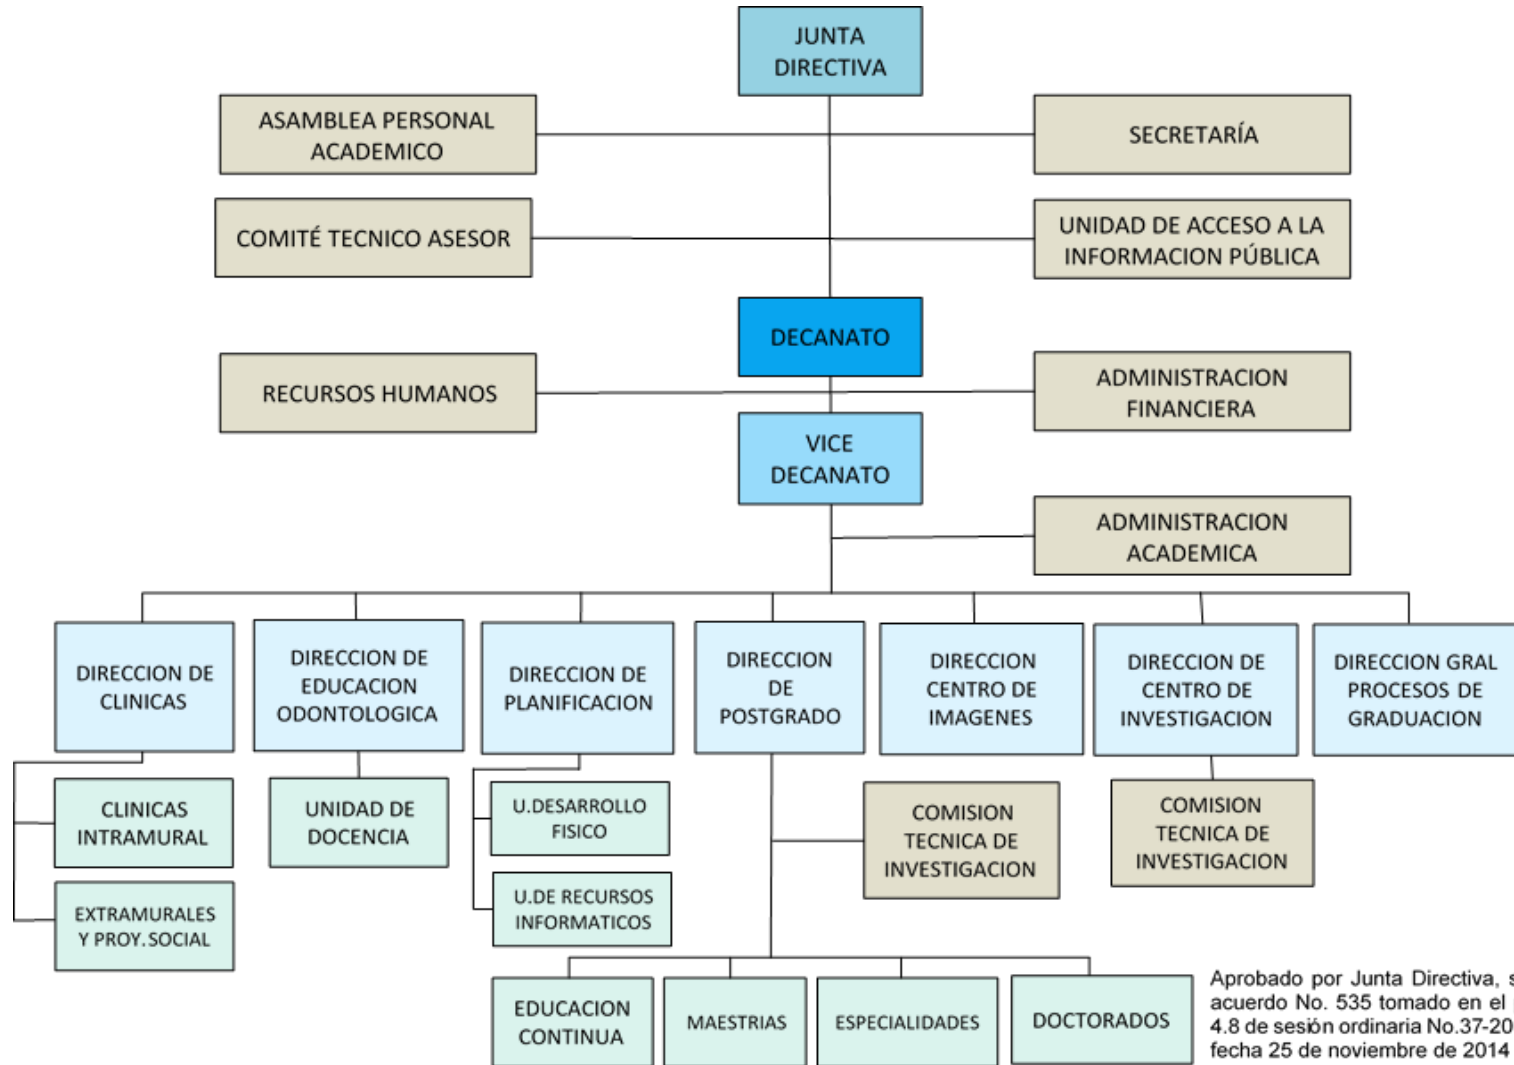 JUNTA
DIRECTIVA
ASAMBLEA PERSONAL
ACADEMICO
SECRETARÍA
COMITÉ TECNICO ASESOR
UNIDAD DE ACCESO A LA
INFORMACION PÚBLICA
DECANATO
RECURSOS HUMANOS
ADMINISTRACION
FINANCIERA
VICE
DECANATO
ADMINISTRACION
ACADEMICA
DIRECCION DE
CLINICAS
DIRECCION DE
EDUCACION
ODONTOLOGICA
DIRECCION DE
PLANIFICACION
DIRECCION
DE
POSTGRADO
DIRECCION
CENTRO DE
IMAGENES
DIRECCION DE
CENTRO DE
INVESTIGACION
DIRECCION GRAL
PROCESOS DE
GRADUACION
CLINICAS
INTRAMURAL
UNIDAD DE
DOCENCIA
U.DESARROLLO
FISICO
COMISION
TECNICA DE
INVESTIGACION
COMISION
TECNICA DE
INVESTIGACION
EXTRAMURALES
Y PROY.SOCIAL
U.DE RECURSOS
INFORMATICOS
EDUCACION
CONTINUA
MAESTRIAS
ESPECIALIDADES
DOCTORADOS
Aprobado por Junta Directiva,
acuerdo No. 535 tomado en el
4.8 de sesión ordinaria No.37-20
fecha 25 de noviembre de 2014